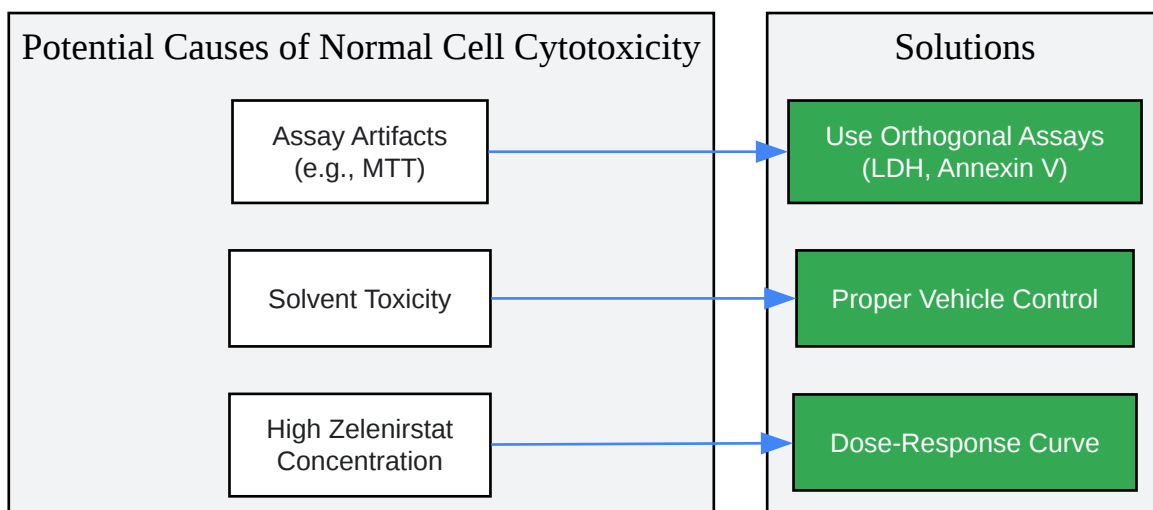 Potential Causes of Normal Cell Cytotoxicity
Solutions
Assay Artifacts
(e.g., MTT)
Use Orthogonal Assays
(LDH, Annexin V)
Solvent Toxicity
Proper Vehicle Control
High Zelenirstat
Concentration
Dose-Response Curve